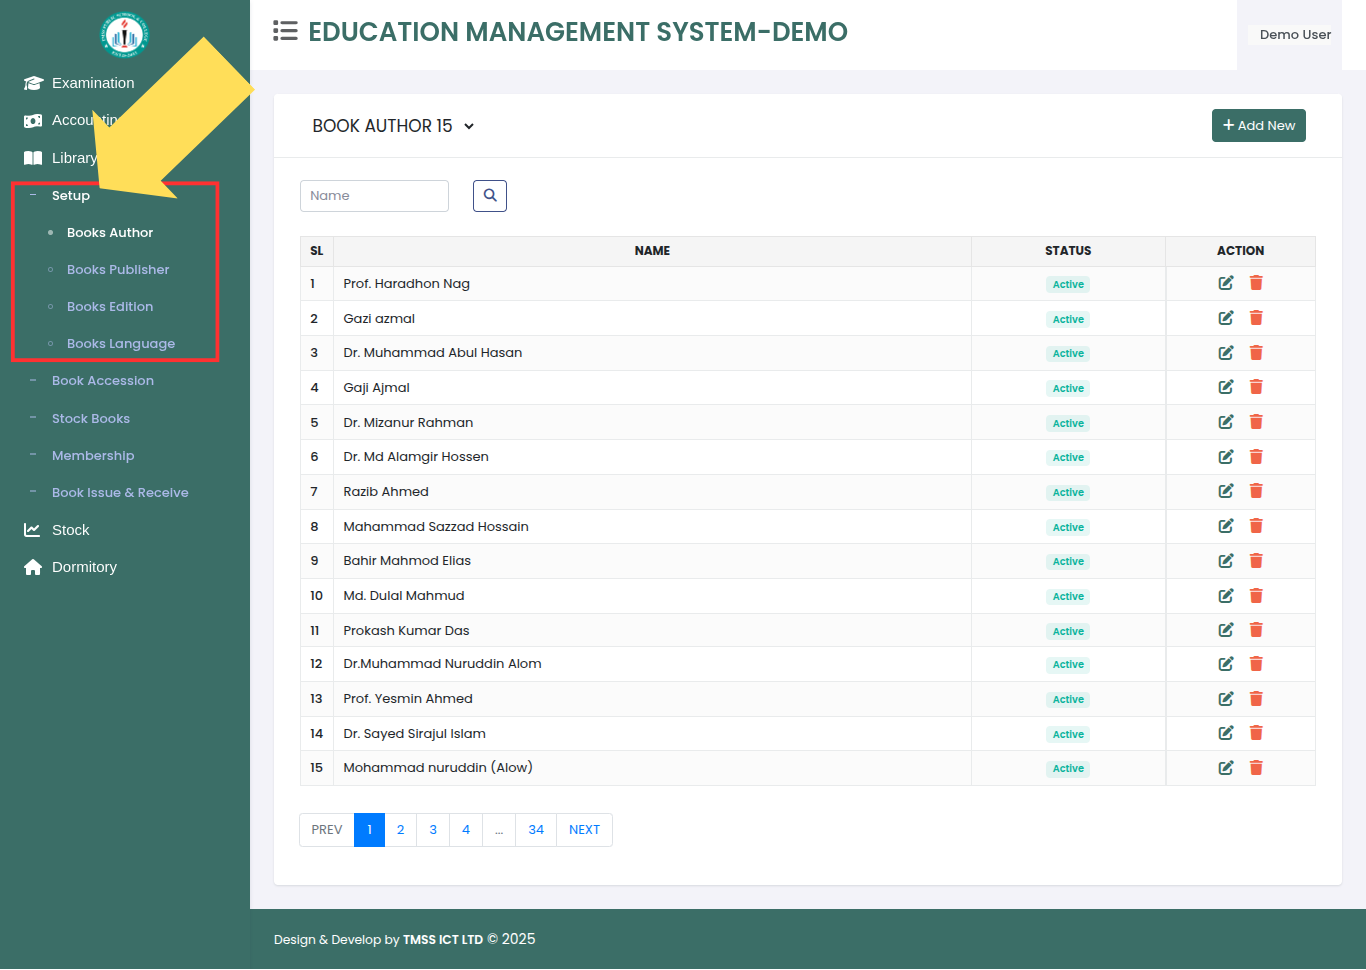 EDUCATION MANAGEMENT SYSTEM-DEMO
Demo User
Examination
Library
Setup
Books Author
Books Publisher
Books Edition
Books Language
Book Accession
Stock Books
Membership
Book Issue & Receive
Stock
Dormitory
BOOK AUTHOR 15
Add New
Name
SL NAME STATUS ACTION
1 Prof. Haradhon Nag Active
2 Gazi azmal Active
3 Dr. Muhammad Abul Hasan Active
4 Gaji Ajmal Active
5 Dr. Mizanur Rahman Active
6 Dr. Md Alamgir Hossen Active
7 Razib Ahmed Active
8 Mahammad Sazzad Hossain Active
9 Bahir Mahmod Elias Active
10 Md. Dulal Mahmud Active
11 Prokash Kumar Das Active
12 Dr.Muhammad Nuruddin Alom Active
13 Prof. Yesmin Ahmed Active
14 Dr. Sayed Sirajul Islam Active
15 Mohammad nuruddin (Alow) Active
PREV 1 2 3 4 ... 34 NEXT
Design & Develop by TMSS ICT LTD © 2025